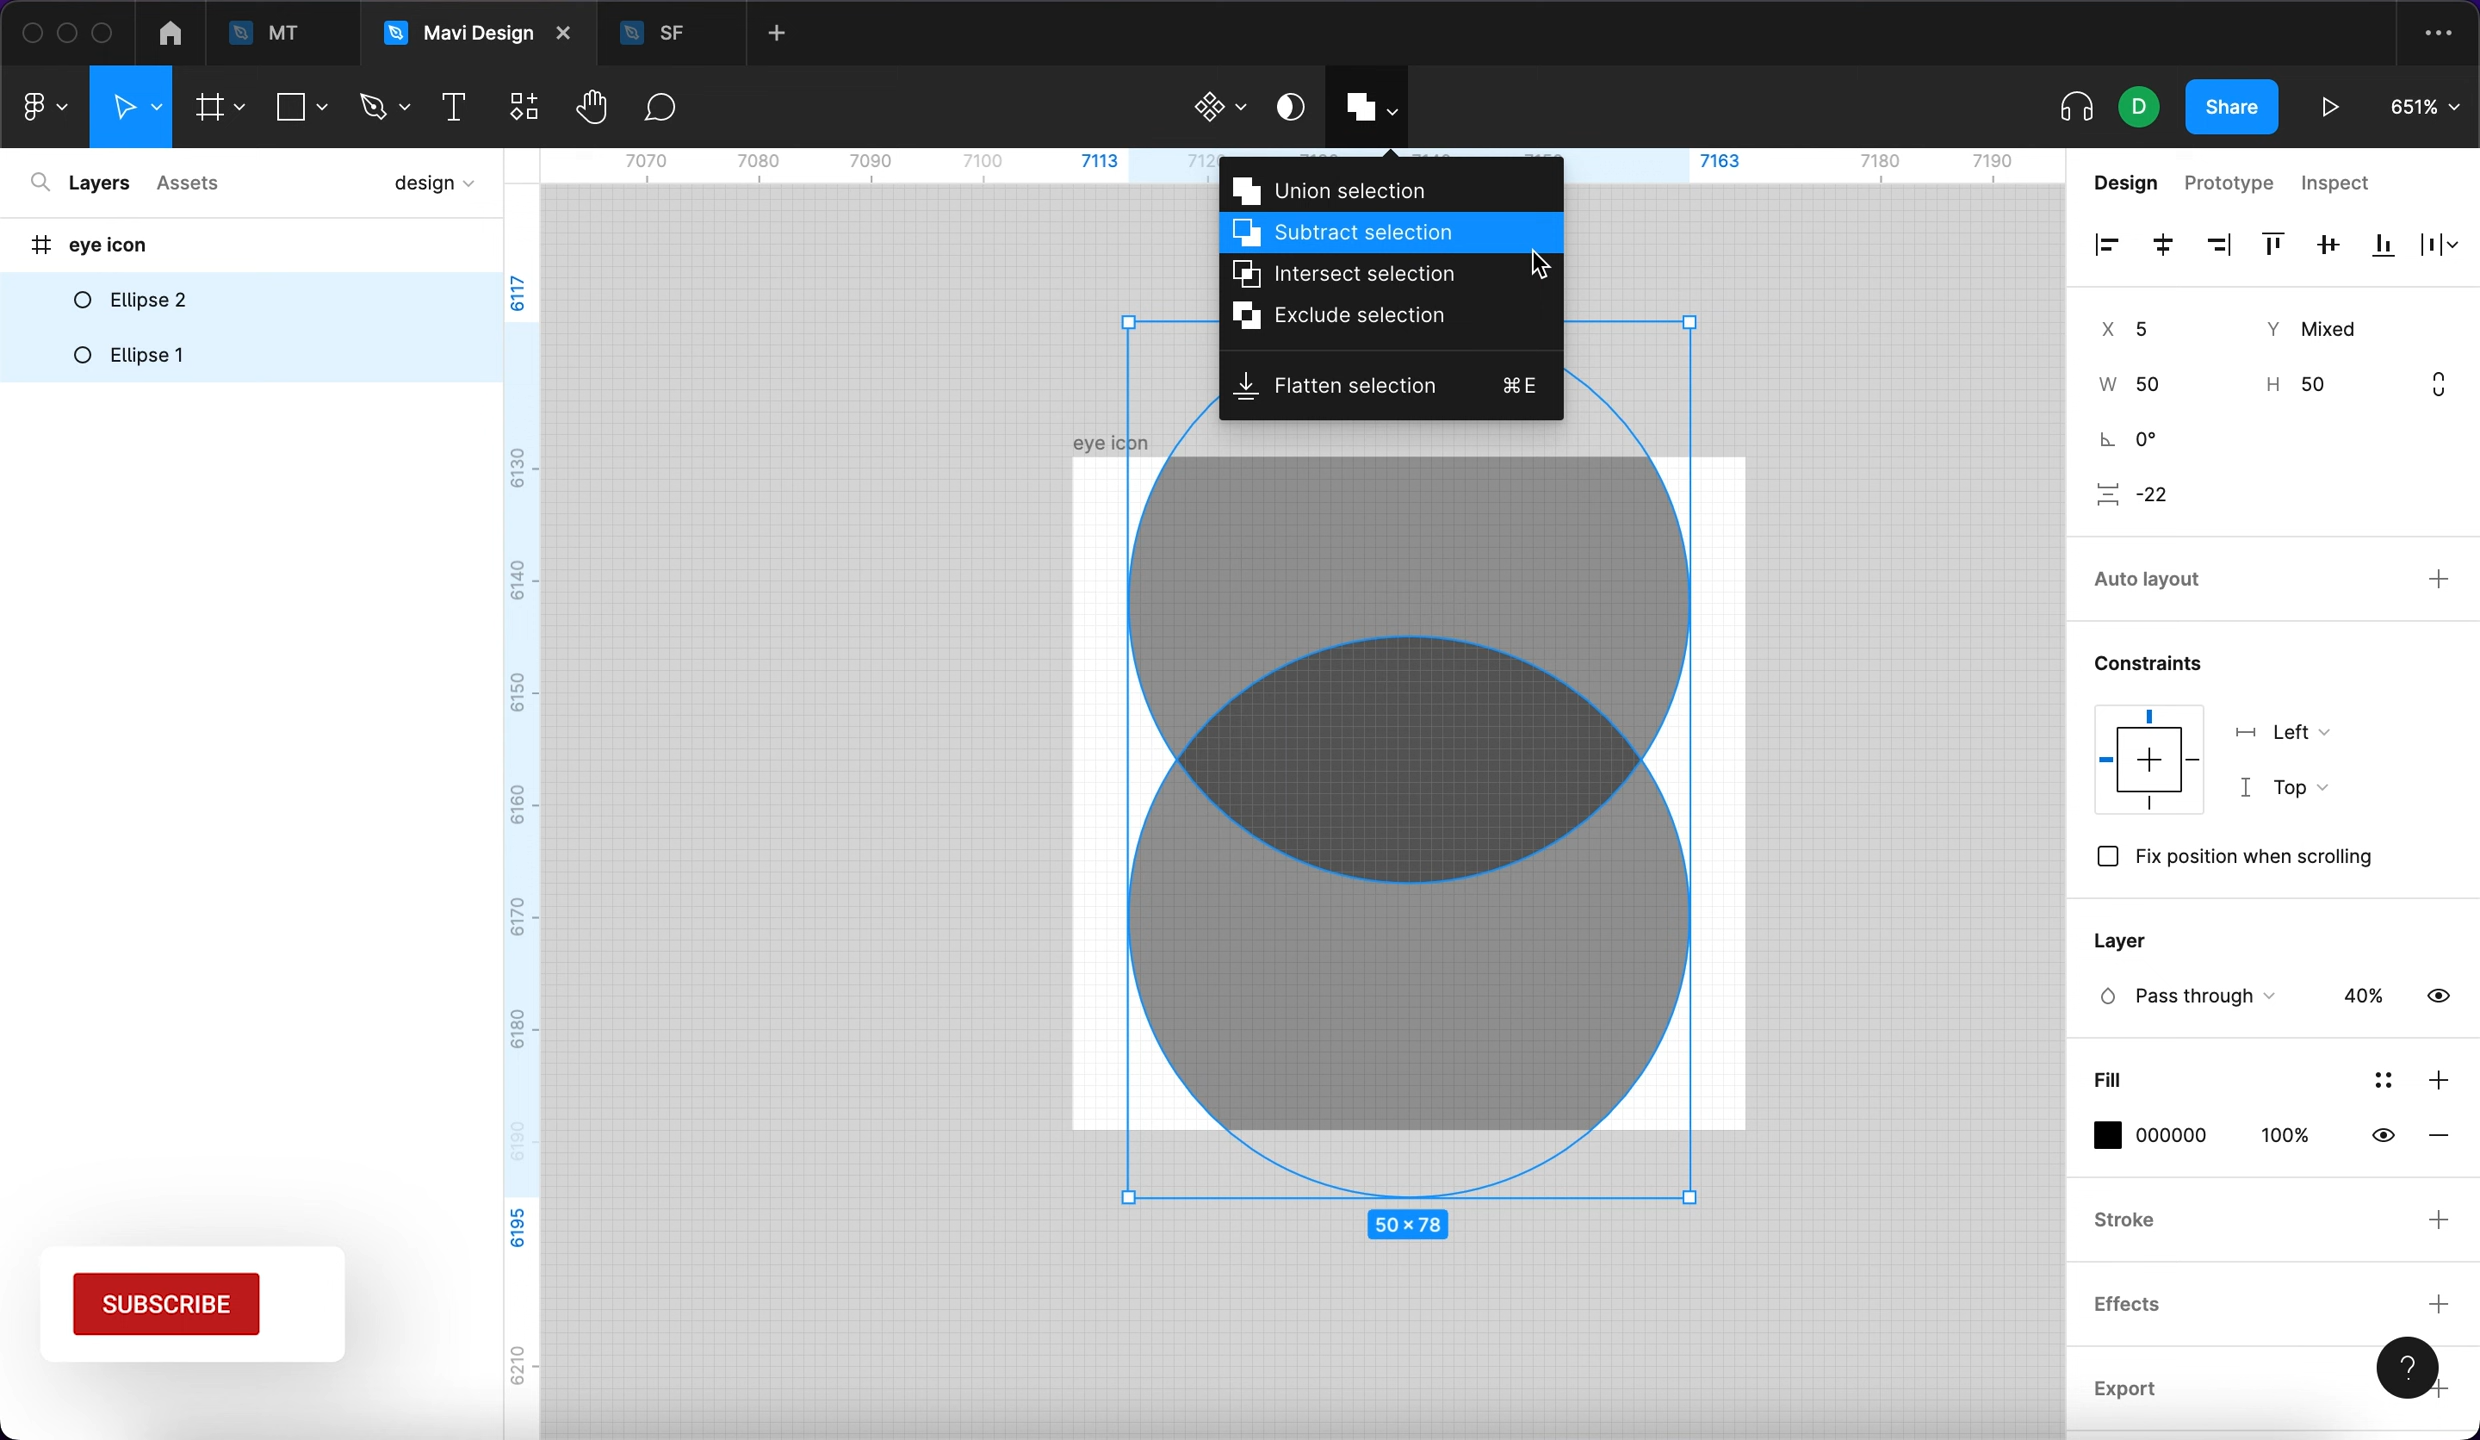 MT
Mavi Design
SF
D
Share
651%
Layers
Assets
design
eye icon
Ellipse 2
Ellipse 1
7070
7080
7090
7100
7113
7163
7180
7190
6117
6130
6140
6150
6160
6170
6180
6190
6195
6210
Union selection
Subtract selection
Intersect selection
Exclude selection
Flatten selection ⌘E
eye icon
50 × 78
Design
Prototype
Inspect
X 5
Y Mixed
W 50
H 50
0°
-22
Auto layout
Constraints
Left
Top
Fix position when scrolling
Layer
Pass through 40%
Fill
000000 100%
Stroke
Effects
Export
?
SUBSCRIBE